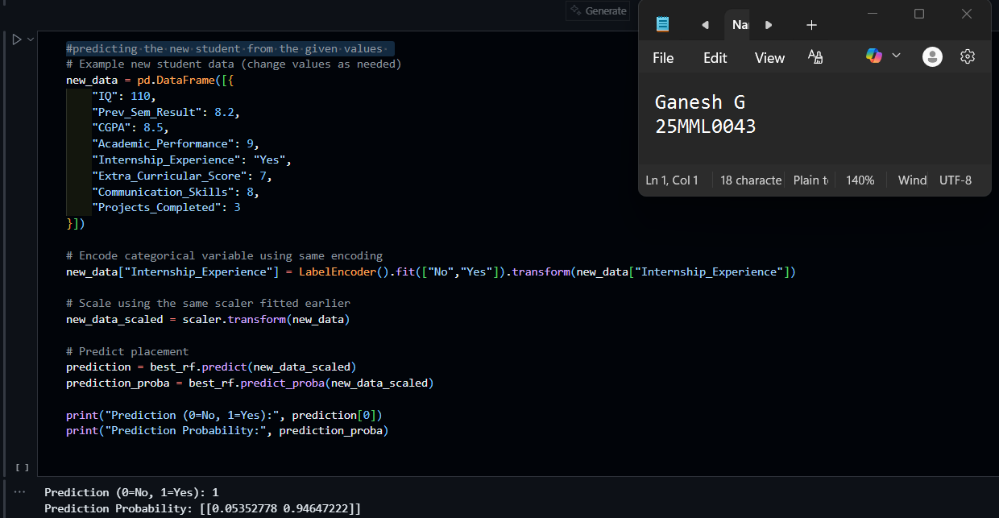 Generate
#predicting the new student from the given values
# Example new student data (change values as needed)
new_data = pd.DataFrame([{
    "IQ": 110,
    "Prev_Sem_Result": 8.2,
    "CGPA": 8.5,
    "Academic_Performance": 9,
    "Internship_Experience": "Yes",
    "Extra_Curricular_Score": 7,
    "Communication_Skills": 8,
    "Projects_Completed": 3
}])
# Encode categorical variable using same encoding
new_data["Internship_Experience"] = LabelEncoder().fit(["No","Yes"]).transform(new_data["Internship_Experience"])
# Scale using the same scaler fitted earlier
new_data_scaled = scaler.transform(new_data)
# Predict placement
prediction = best_rf.predict(new_data_scaled)
prediction_proba = best_rf.predict_proba(new_data_scaled)
print("Prediction (0=No, 1=Yes):", prediction[0])
print("Prediction Probability:", prediction_proba)
[ ]
... Prediction (0=No, 1=Yes): 1
Prediction Probability: [[0.05352778 0.94647222]]
Na
File Edit View
Ganesh G
25MML0043
Ln 1, Col 1 18 characte Plain t 140% Wind UTF-8